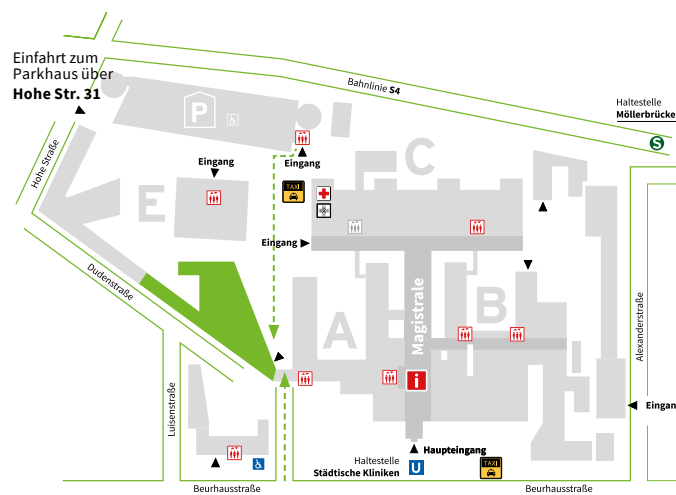 Einfahrt zum
Parkhaus über
Hohe Str. 31
Bahnlinie S4
Haltestelle
Möllerbrücke
S
P
Hohe Straße
Eingang
Eingang
TAXI
C
E
Eingang
Dudenstraße
Magistrale
A
B
Alexanderstraße
i
Luisenstraße
Eingan
Haupteingang
Haltestelle
Städtische Kliniken
U
TAXI
Beurhausstraße
Beurhausstraße